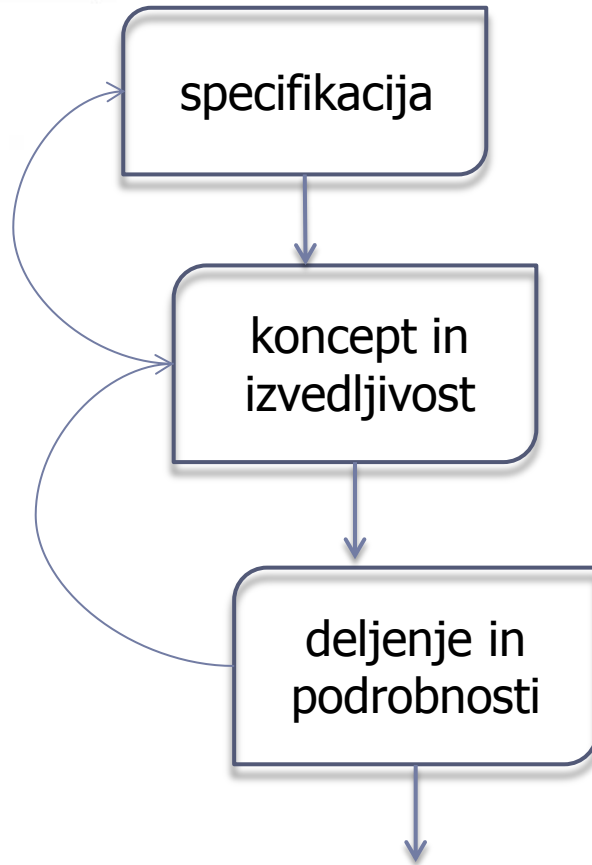 specifikacija
koncept in
izvedljivost
deljenje in
podrobnosti